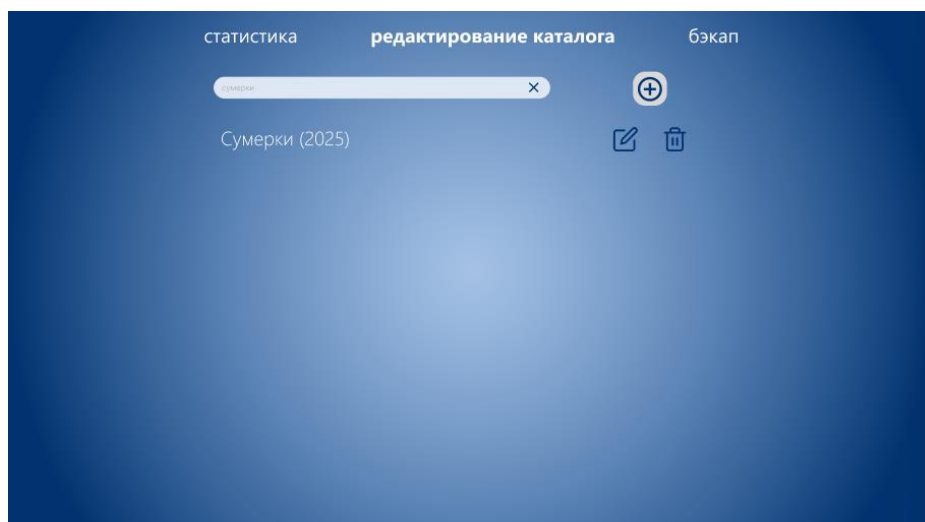 статистика редактирование каталога бэкап
сумерки
Сумерки (2025)